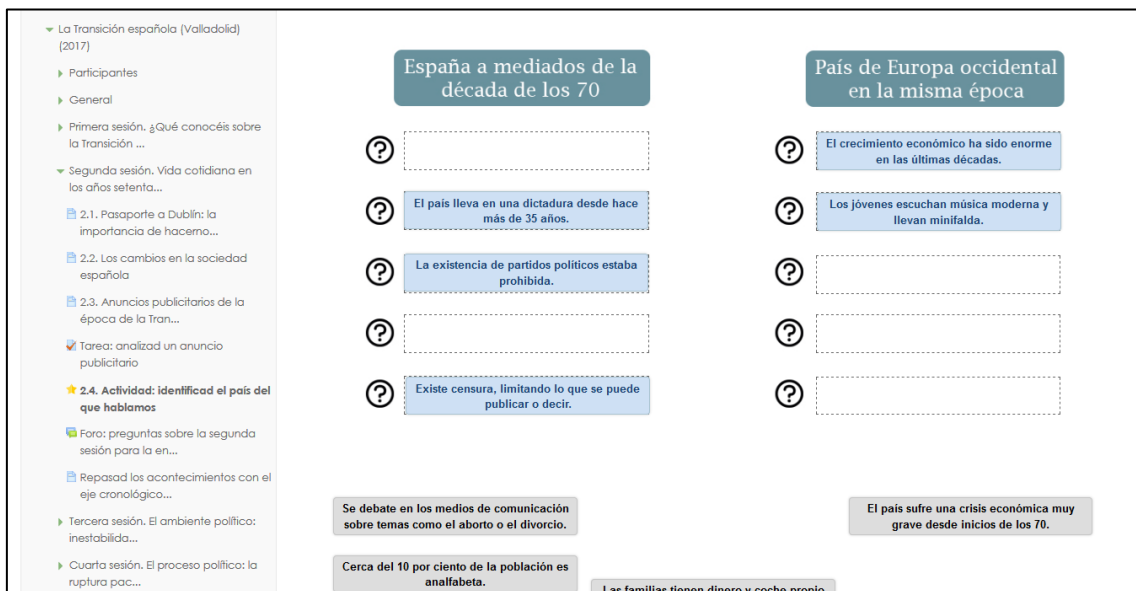 La Transición española (Valladolid)
(2017)
Participantes
General
Primera sesión. ¿Qué conocéis sobre
la Transición ...
Segunda sesión. Vida cotidiana en
los años setenta...
2.1. Pasaporte a Dublín: la
importancia de hacerno...
2.2. Los cambios en la sociedad
española
2.3. Anuncios publicitarios de la
época de la Tran...
Tarea: analizad un anuncio
publicitario
2.4. Actividad: identificad el país del
que hablamos
Foro: preguntas sobre la segunda
sesión para la en...
Repasad los acontecimientos con el
eje cronológico...
Tercera sesión. El ambiente político:
inestabilida...
Cuarta sesión. El proceso político: la
ruptura pac...
España a mediados de la
década de los 70
?
?
El país lleva en una dictadura desde hace
más de 35 años.
?
La existencia de partidos políticos estaba
prohibida.
?
?
Existe censura, limitando lo que se puede
publicar o decir.
País de Europa occidental
en la misma época
?
El crecimiento económico ha sido enorme
en las últimas décadas.
?
Los jóvenes escuchan música moderna y
llevan minifalda.
?
?
?
Se debate en los medios de comunicación
sobre temas como el aborto o el divorcio.
El país sufre una crisis económica muy
grave desde inicios de los 70.
Cerca del 10 por ciento de la población es
analfabeta.
Las familias tienen dinero y coche propio